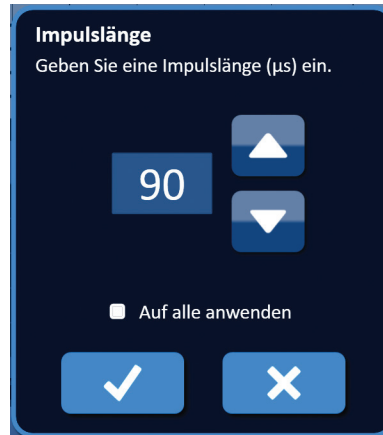 Impulslänge
Geben Sie eine Impulslänge (µs) ein.
90
Auf alle anwenden